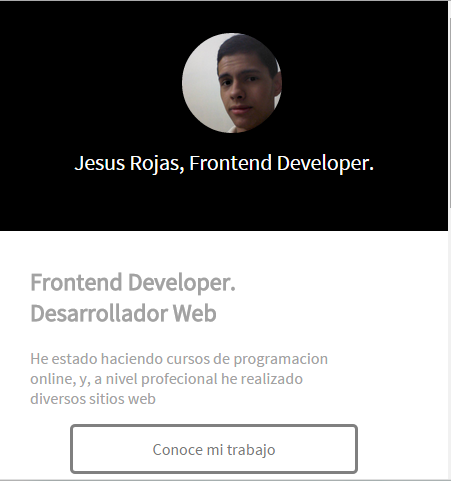 Jesus Rojas, Frontend Developer.
Frontend Developer.
Desarrollador Web
He estado haciendo cursos de programacion
online, y, a nivel profecional he realizado
diversos sitios web
Conoce mi trabajo